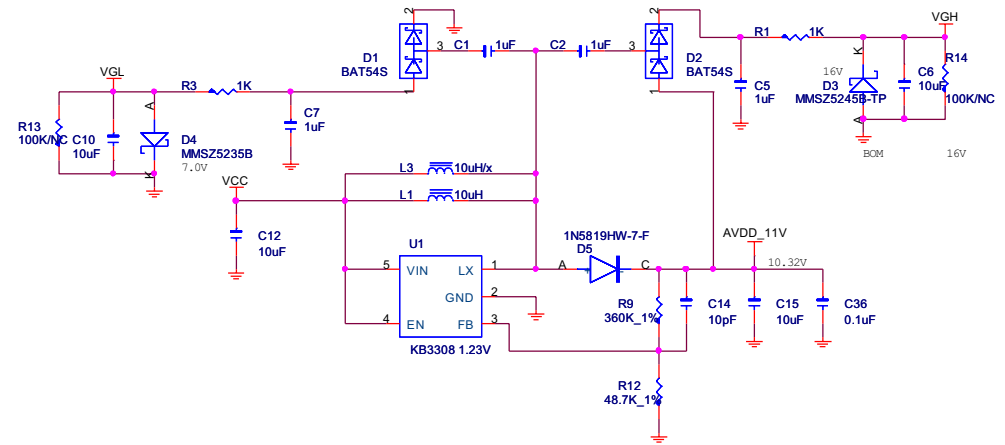 2
D1
BAT54S
3
1
C1
1uF
C2
1uF
2
3
D2
BAT54S
1
R1
1K
VGH
C5
1uF
K
16V
D3
MMSZ5245B-TP
A
C6
10uF
R14
100K/NC
BOM
16V
VGL
R3
1K
R13
100K/NC
C10
10uF
A
D4
MMSZ5235B
7.0V
K
C7
1uF
VCC
L3
10uH/x
L1
10uH
C12
10uF
U1
5
VIN
LX
1
GND
2
4
EN
FB
3
KB3308 1.23V
1N5819HW-7-F
D5
A
C
AVDD_11V
10.32V
R9
360K_1%
C14
10pF
C15
10uF
C36
0.1uF
R12
48.7K_1%